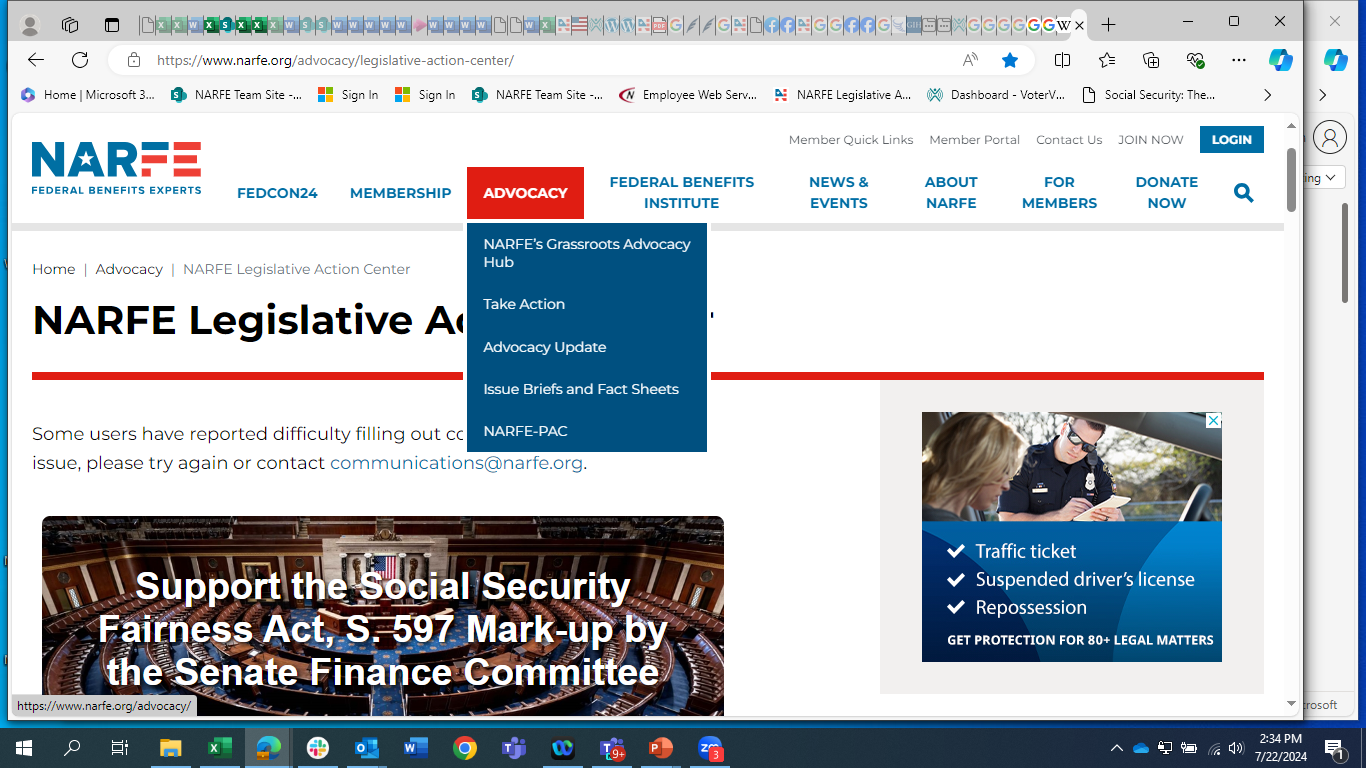 https://www.narfe.org/advocacy/legislative-action-center/
Home | Microsoft 3...
NARFE Team Site -...
Sign In
Sign In
NARFE Team Site -...
Employee Web Serv...
NARFE Legislative A...
Dashboard - VoterV...
Social Security: The...
Member Quick Links
Member Portal
Contact Us
JOIN NOW
LOGIN
NARFE
FEDERAL BENEFITS EXPERTS
FEDCON24
MEMBERSHIP
ADVOCACY
FEDERAL BENEFITS
INSTITUTE
NEWS &
EVENTS
ABOUT
NARFE
FOR
MEMBERS
DONATE
NOW
NARFE's Grassroots Advocacy
Hub
Take Action
Advocacy Update
Issue Briefs and Fact Sheets
NARFE-PAC
Home | Advocacy | NARFE Legislative Action Center
NARFE Legislative
Some users have reported difficulty filling out
issue, please try again or contact communications@narfe.org.
Support the Social Security
Fairness Act, S. 597 Mark-up by
the Senate Finance Committee
Traffic ticket
Suspended driver's license
Repossession
GET PROTECTION FOR 80+ LEGAL MATTERS
https://www.narfe.org/advocacy/
9+
3
2:34 PM
7/22/2024
1